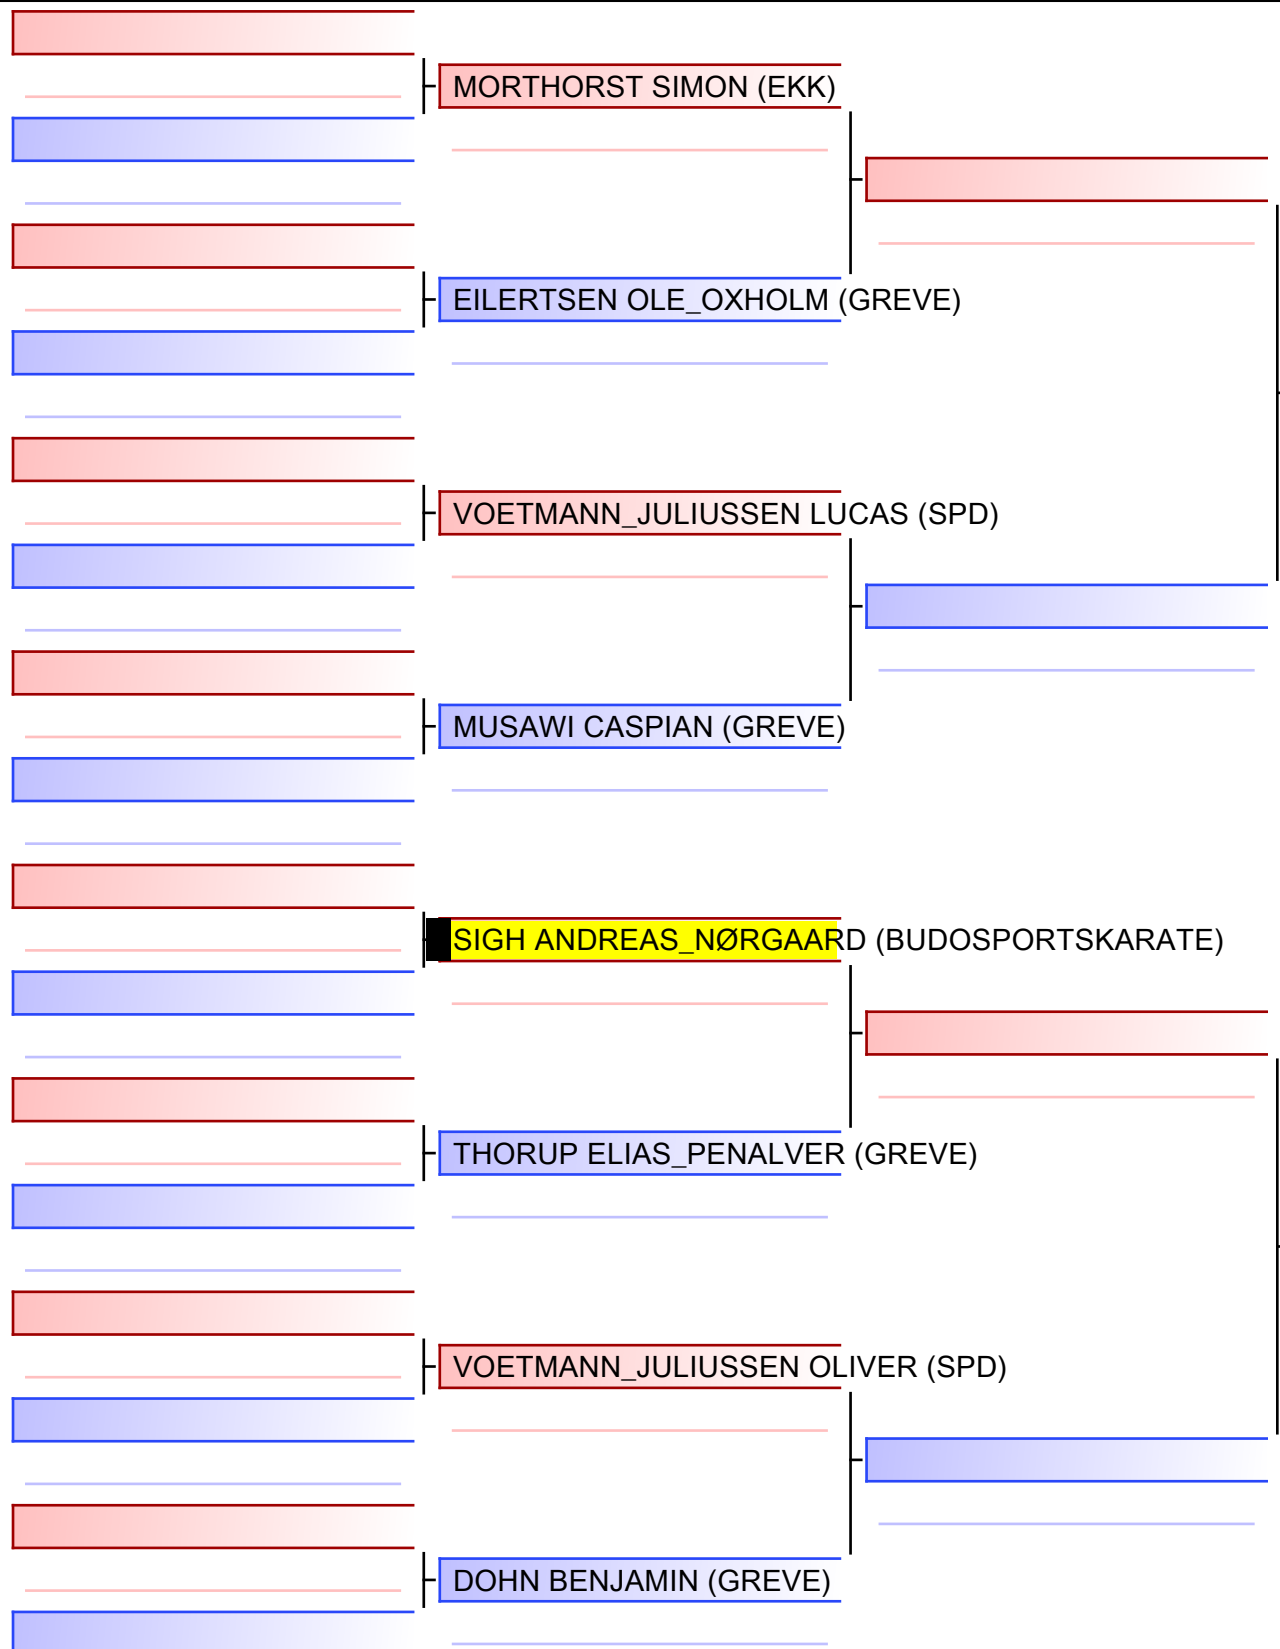 MORTHORST SIMON (EKK)
EILERTSEN OLE_OXHOLM (GREVE)
VOETMANN_JULIUSSEN LUCAS (SPD)
MUSAWI CASPIAN (GREVE)
SIGH ANDREAS_NØRGAARD (BUDOSPORTSKARATE)
THORUP ELIAS_PENALVER (GREVE)
VOETMANN_JULIUSSEN OLIVER (SPD)
DOHN BENJAMIN (GREVE)